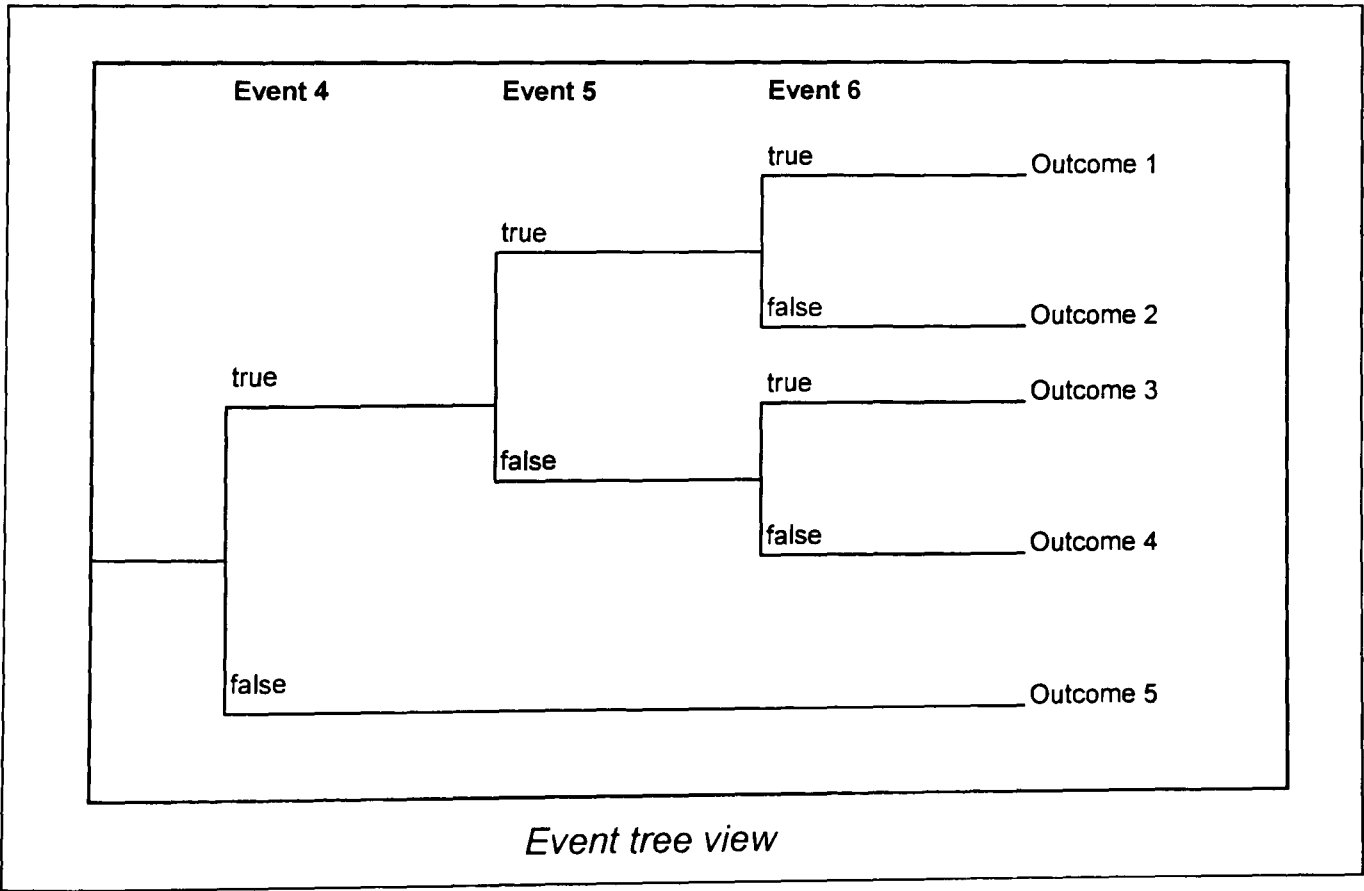 Event 4 Event 5 Event 6
true Outcome 1
true
false Outcome 2
true
true Outcome 3
false
false Outcome 4
false Outcome 5
Event tree view